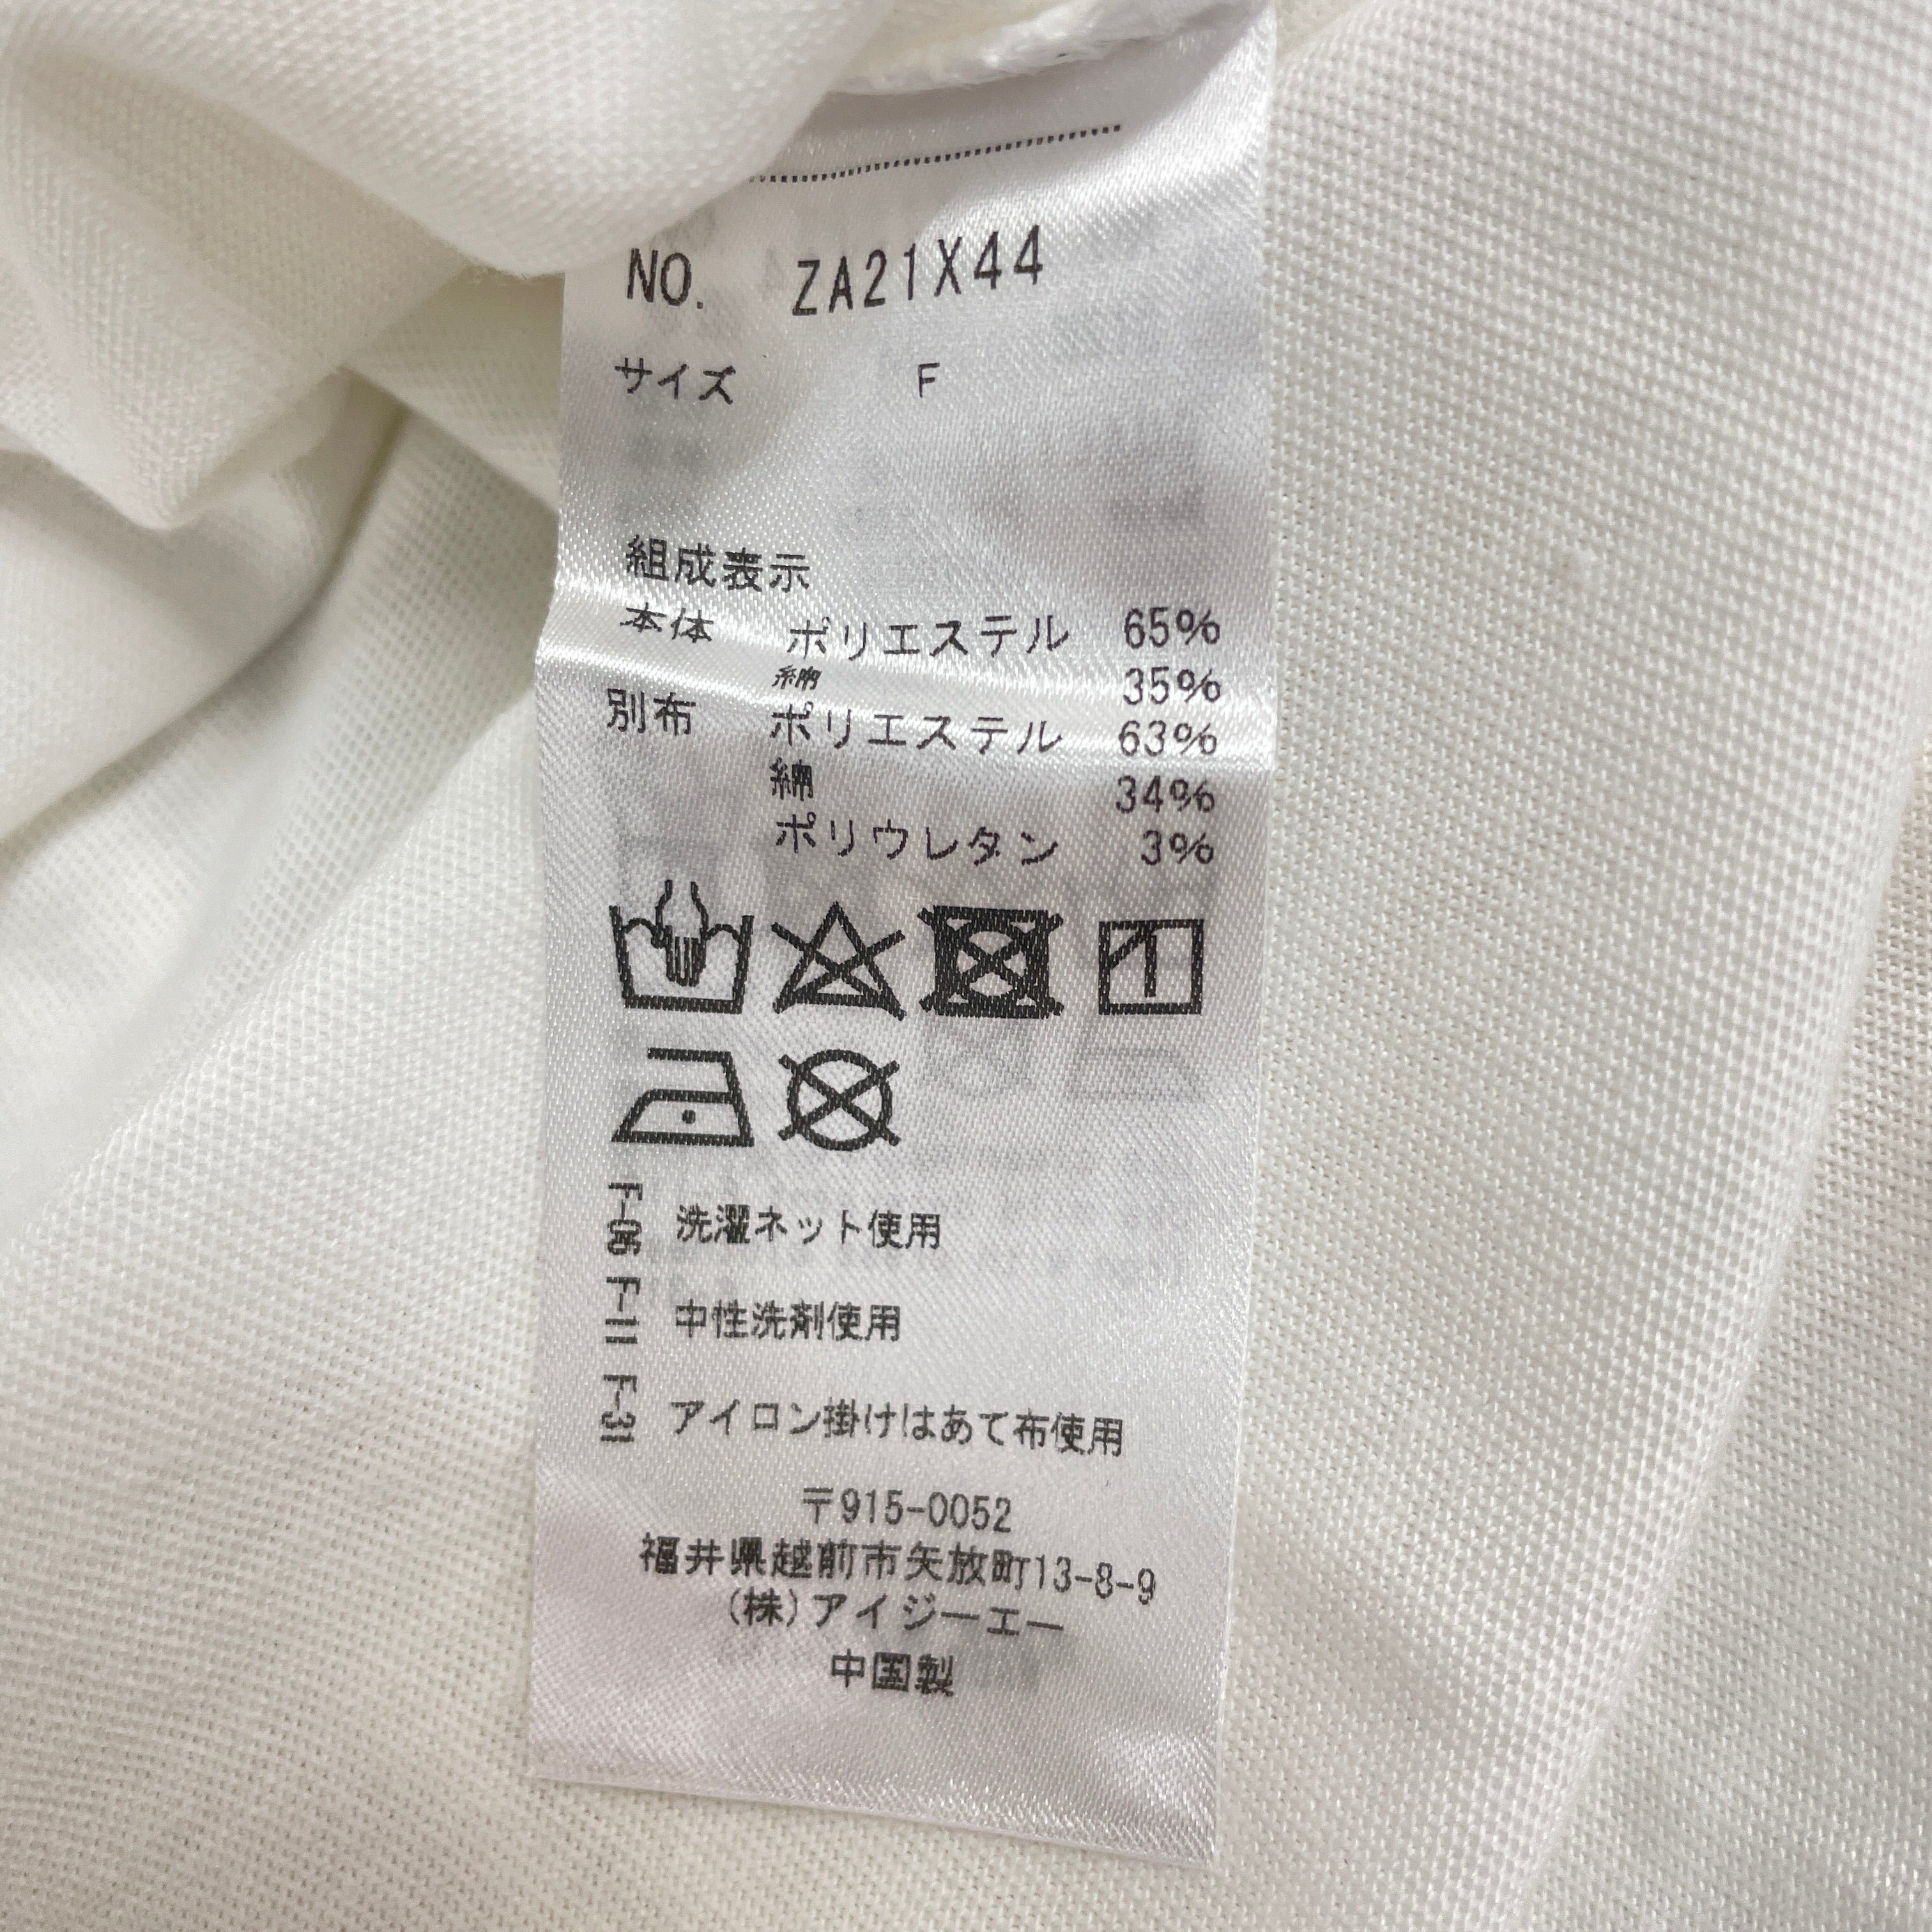 NO. ZA21X44
サイズ F
組成表示
本体 ポリエステル 65%
綿 35%
別布 ポリエステル 63%
綿 34%
ポリウレタン 3%
F-06 洗濯ネット使用
F-11 中性洗剤使用
F-31 アイロン掛けはあて布使用
〒915-0052
福井県越前市矢放町13-8-9
(株)アイジーエー
中国製